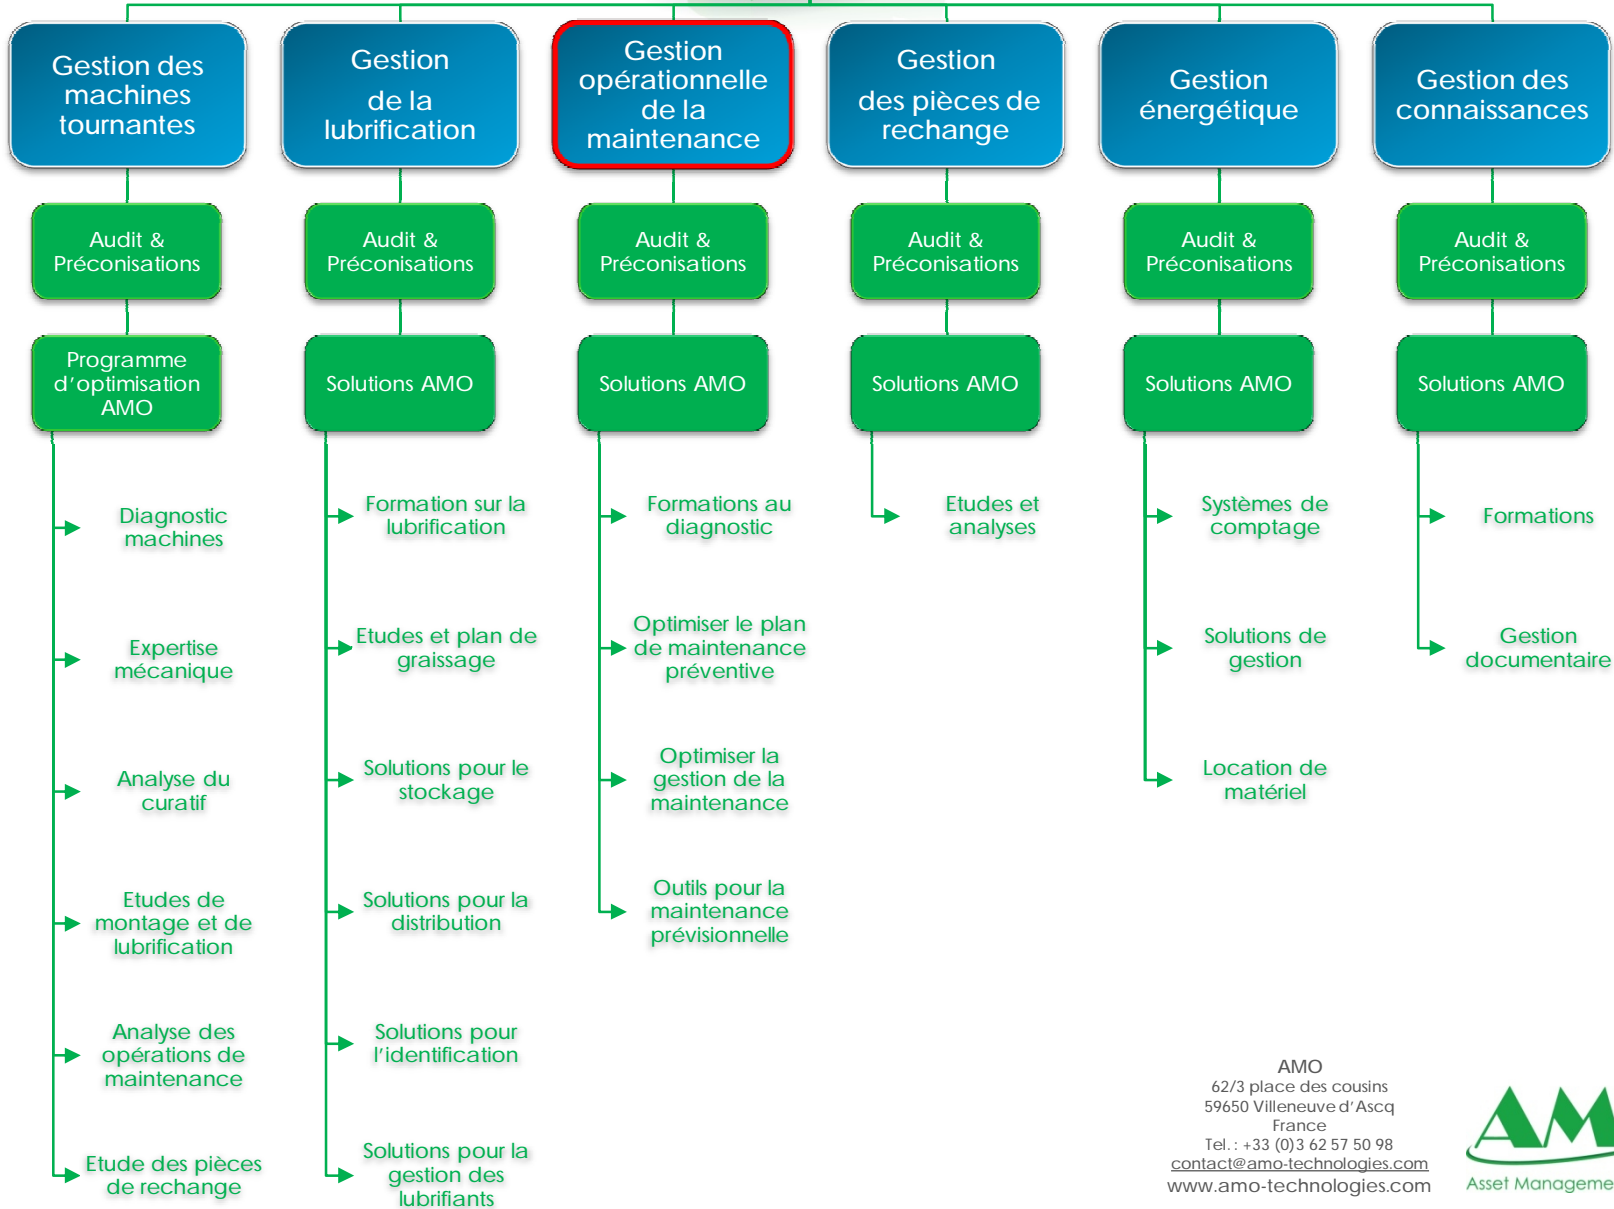 Gestion des
machines
tournantes
Gestion
de la
lubrification
Gestion
opérationnelle
de la
maintenance
Gestion
des pièces de
rechange
Gestion
énergétique
Gestion des
connaissances
Audit &
Préconisations
Audit &
Préconisations
Audit &
Préconisations
Audit &
Préconisations
Audit &
Préconisations
Audit &
Préconisations
Programme
d'optimisation
AMO
Solutions AMO
Solutions AMO
Solutions AMO
Solutions AMO
Solutions AMO
Diagnostic
machines
Expertise
mécanique
Analyse du
curatif
Etudes de
montage et de
lubrification
Analyse des
opérations de
maintenance
Etude des pièces
de rechange
Formation sur la
lubrification
Etudes et plan de
graissage
Solutions pour le
stockage
Solutions pour la
distribution
Solutions pour
l'identification
Solutions pour la
gestion des
lubrifiants
Formations au
diagnostic
Optimiser le plan
de maintenance
préventive
Optimiser la
gestion de la
maintenance
Outils pour la
maintenance
prévisionnelle
Etudes et
analyses
Systèmes de
comptage
Solutions de
gestion
Location de
matériel
Formations
Gestion
documentaire
AMO
62/3 place des cousins
59650 Villeneuve d'Ascq
France
Tel. : +33 (0)3 62 57 50 98
contact@amo-technologies.com
www.amo-technologies.com
AM
Asset Manageme